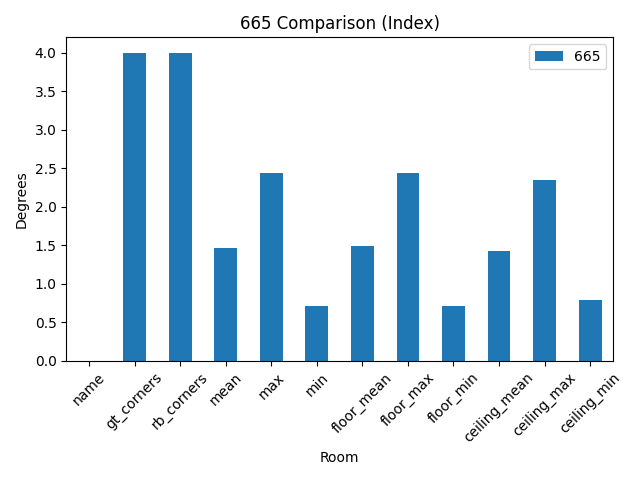 665 Comparison (Index)
665
Degrees
4.0
3.5
3.0
2.5
2.0
1.5
1.0
0.5
0.0
name
gt_corners
rb_corners
mean
max
min
floor_mean
floor_max
floor_min
ceiling_mean
ceiling_max
ceiling_min
Room